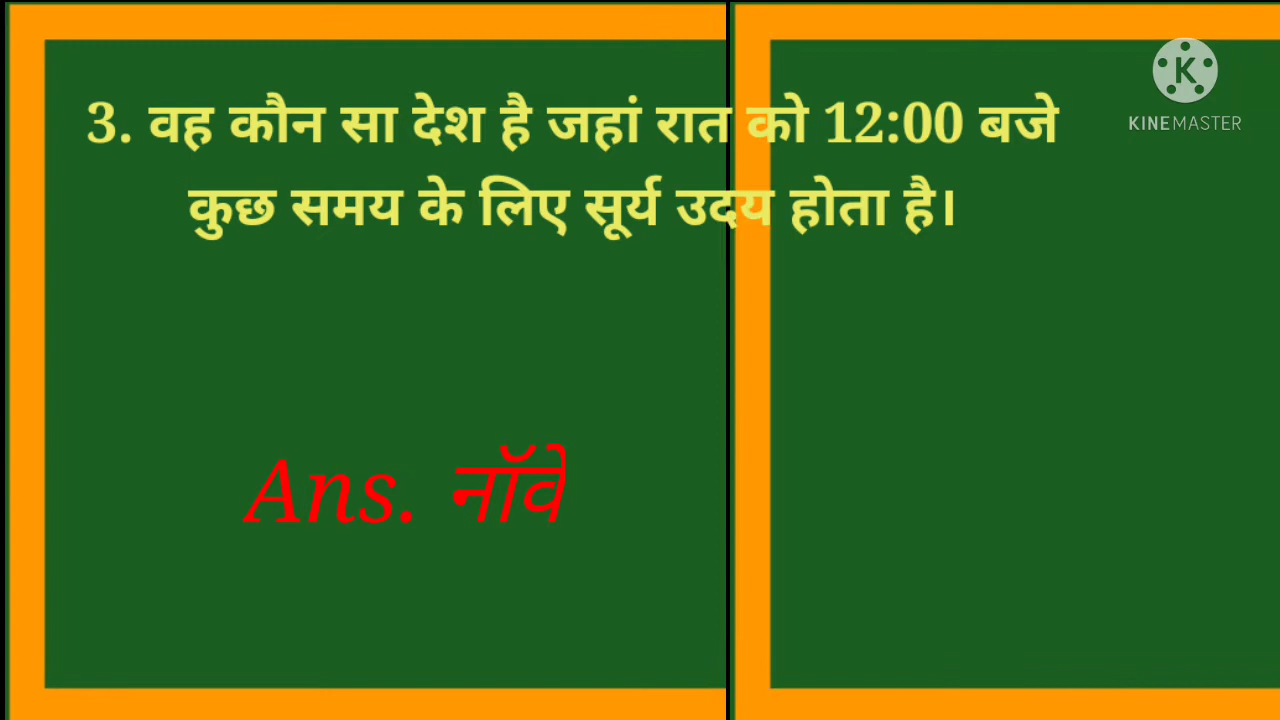 3. वह कौन सा देश है जहां रात को 12:00 बजे
कुछ समय के लिए सूर्य उदय होता है।
Ans. नॉवे
K
KINEMASTER